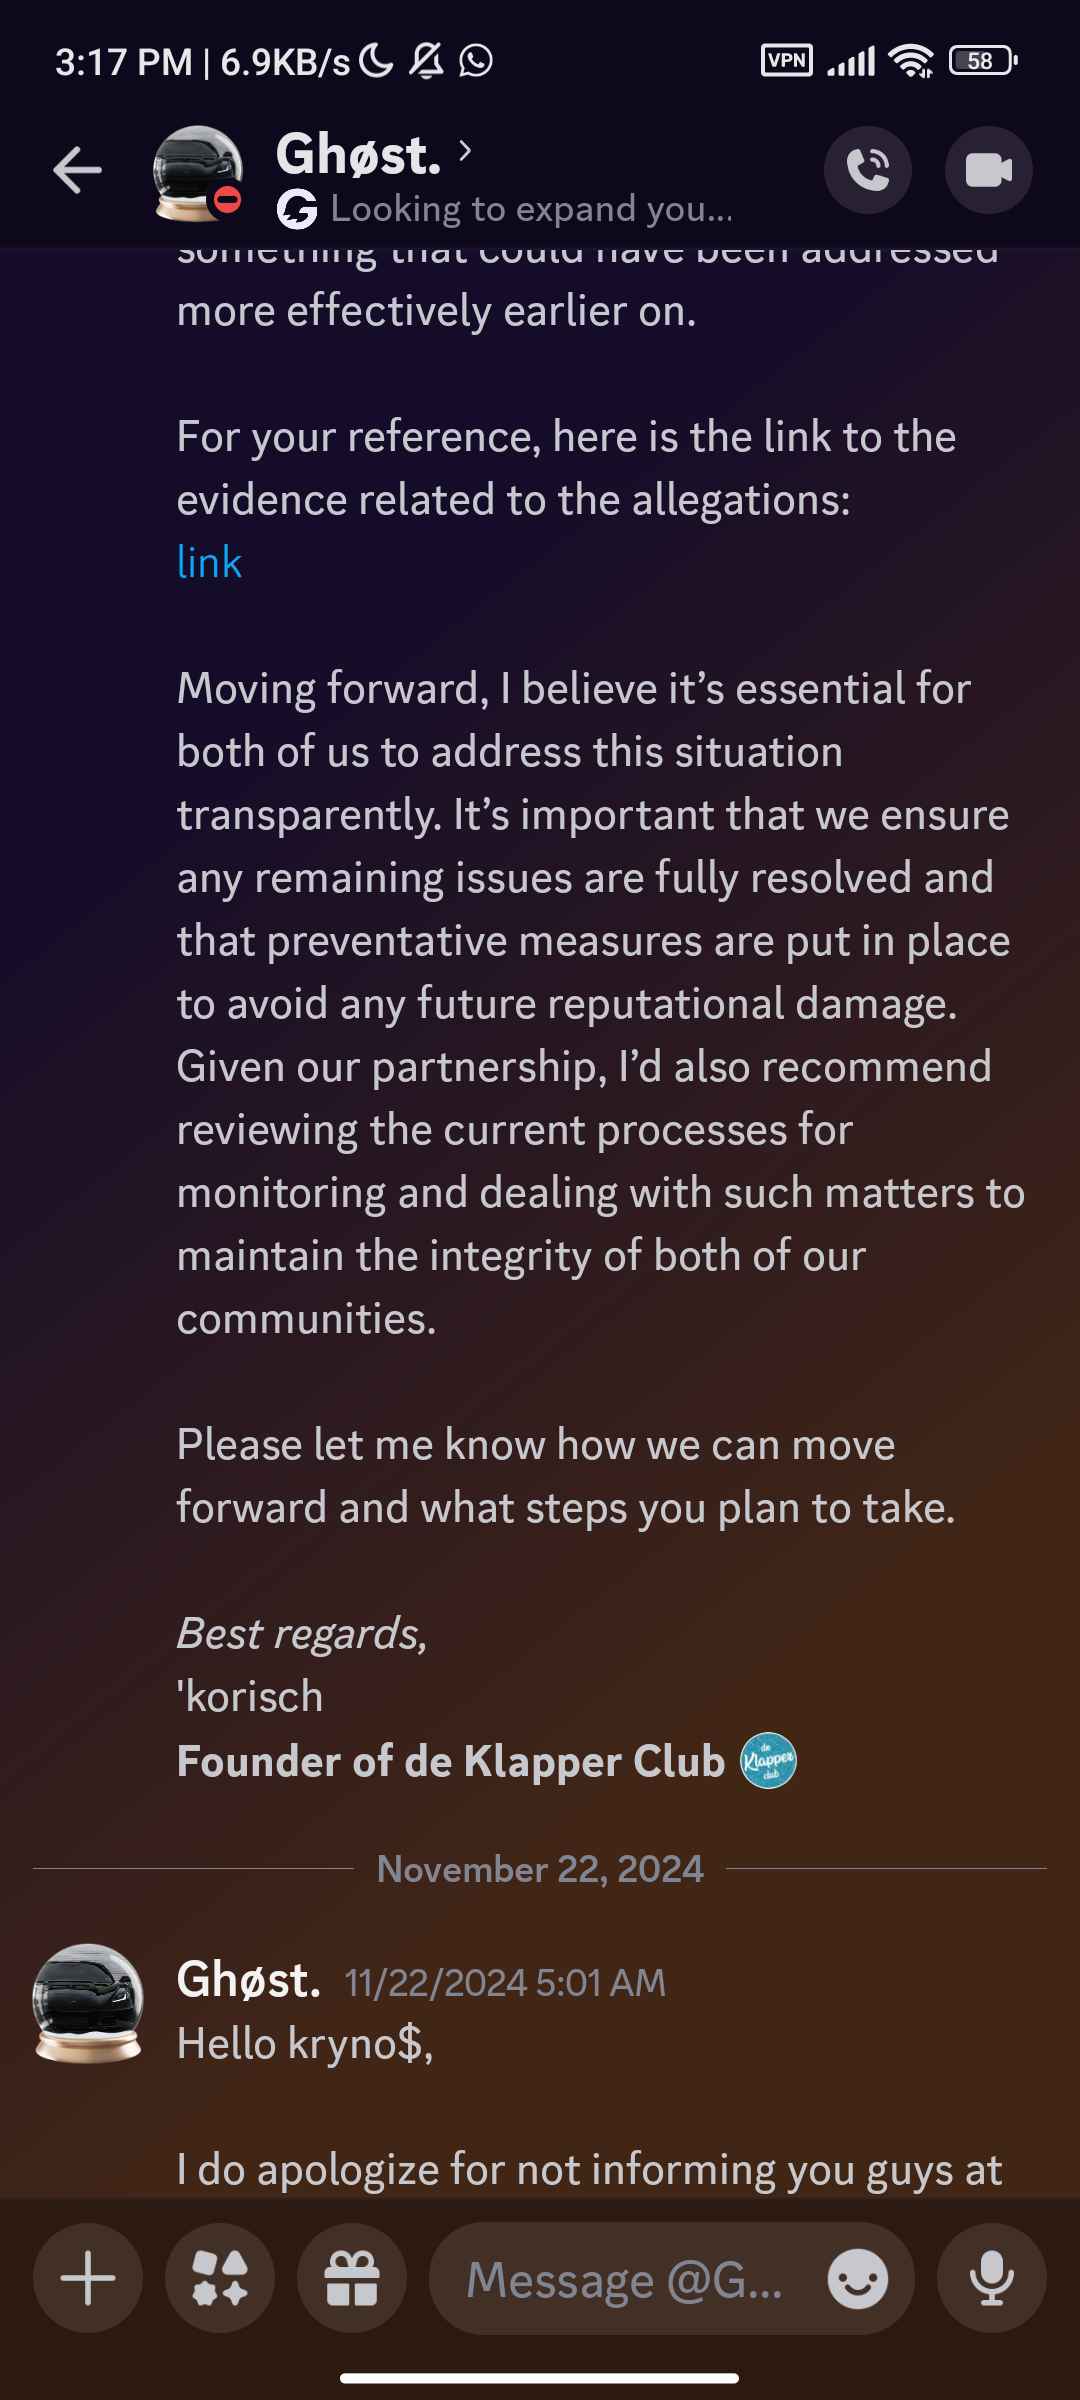 3:17 PM | 6.9KB/s VPN 58
Ghøst.
Looking to expand you...
something that could have been addressed
more effectively earlier on.
For your reference, here is the link to the
evidence related to the allegations:
link
Moving forward, I believe it’s essential for
both of us to address this situation
transparently. It’s important that we ensure
any remaining issues are fully resolved and
that preventative measures are put in place
to avoid any future reputational damage.
Given our partnership, I’d also recommend
reviewing the current processes for
monitoring and dealing with such matters to
maintain the integrity of both of our
communities.
Please let me know how we can move
forward and what steps you plan to take.
Best regards,
'korisch
Founder of de Klapper Club de Klapper club
November 22, 2024
Ghøst. 11/22/2024 5:01 AM
Hello kryno$,
I do apologize for not informing you guys at
Message @G...